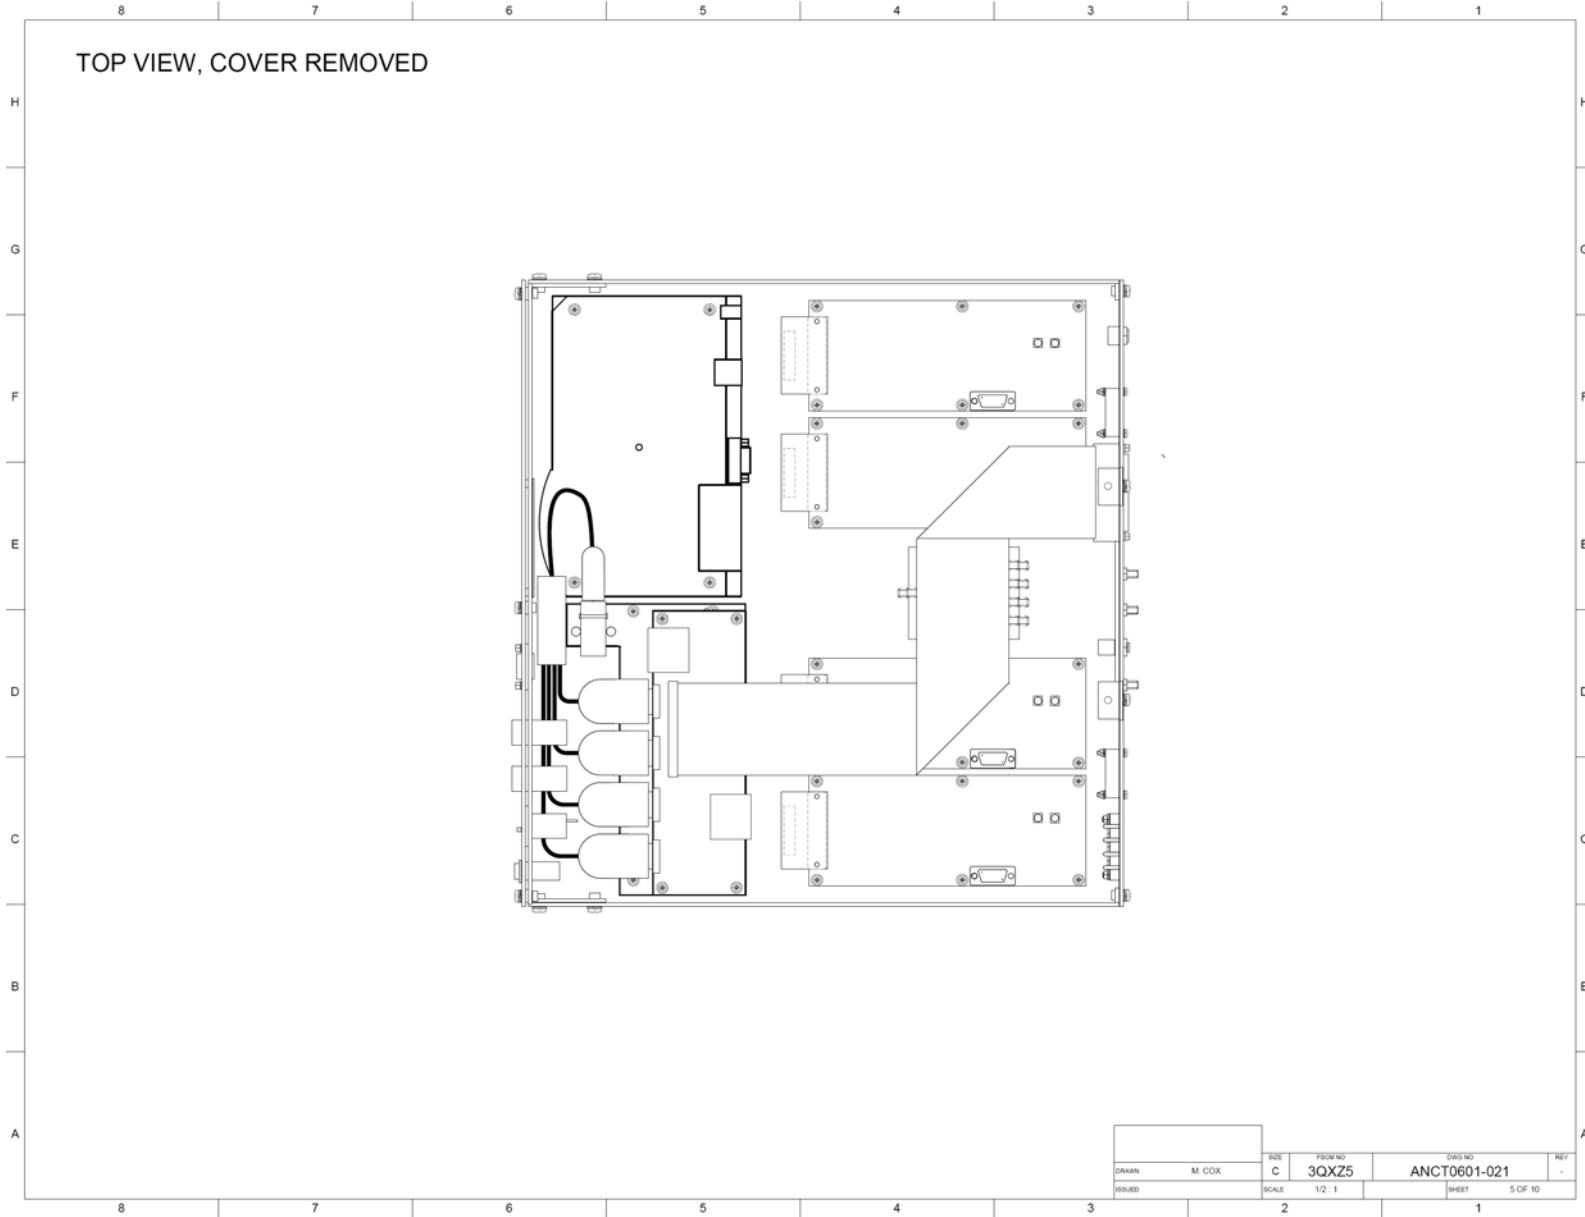 8 7 6 5 4 3 2 1
TOP VIEW, COVER REMOVED
H H
G G
F F
E E
D D
C C
B B
A A
SIZE FSCM NO DWG NO REV
DRAWN M. COX C 3QXZ5 ANCT0601-021 -
ISSUED SCALE 1/2 : 1 SHEET 5 OF 10
8 7 6 5 4 3 2 1